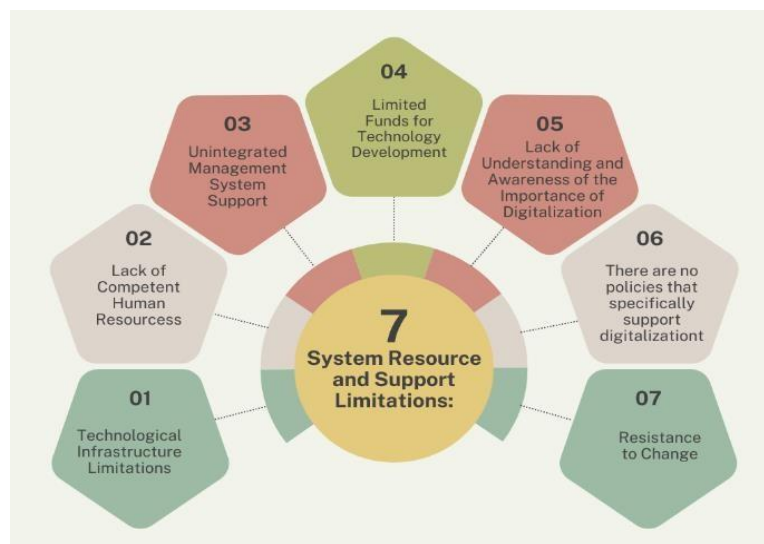 04
Limited
Funds for
Technology
Development
03
Unintegrated
Management
System
Support
05
Lack of
Understanding and
Awareness of the
Importance of
Digitalization
02
Lack of
Competent
Human
Resourcess
06
There are no
policies that
specifically
support
digitalizationt
7
System Resource
and Support
Limitations:
01
Technological
Infrastructure
Limitations
07
Resistance
to Change